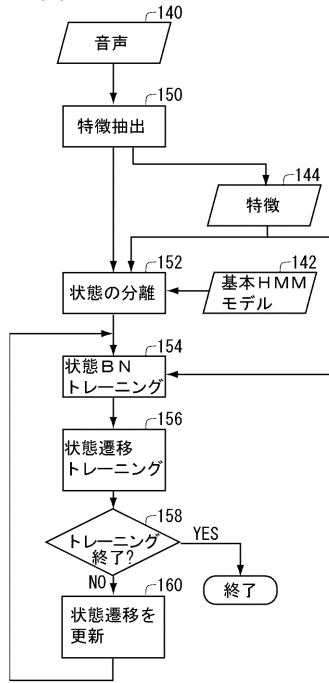 140
音声
150
特徴抽出
144
特徴
152
状態の分離
142
基本HMM
モデル
154
状態BN
トレーニング
156
状態遷移
トレーニング
158
トレーニング
終了?
YES
NO
終了
160
状態遷移を
更新